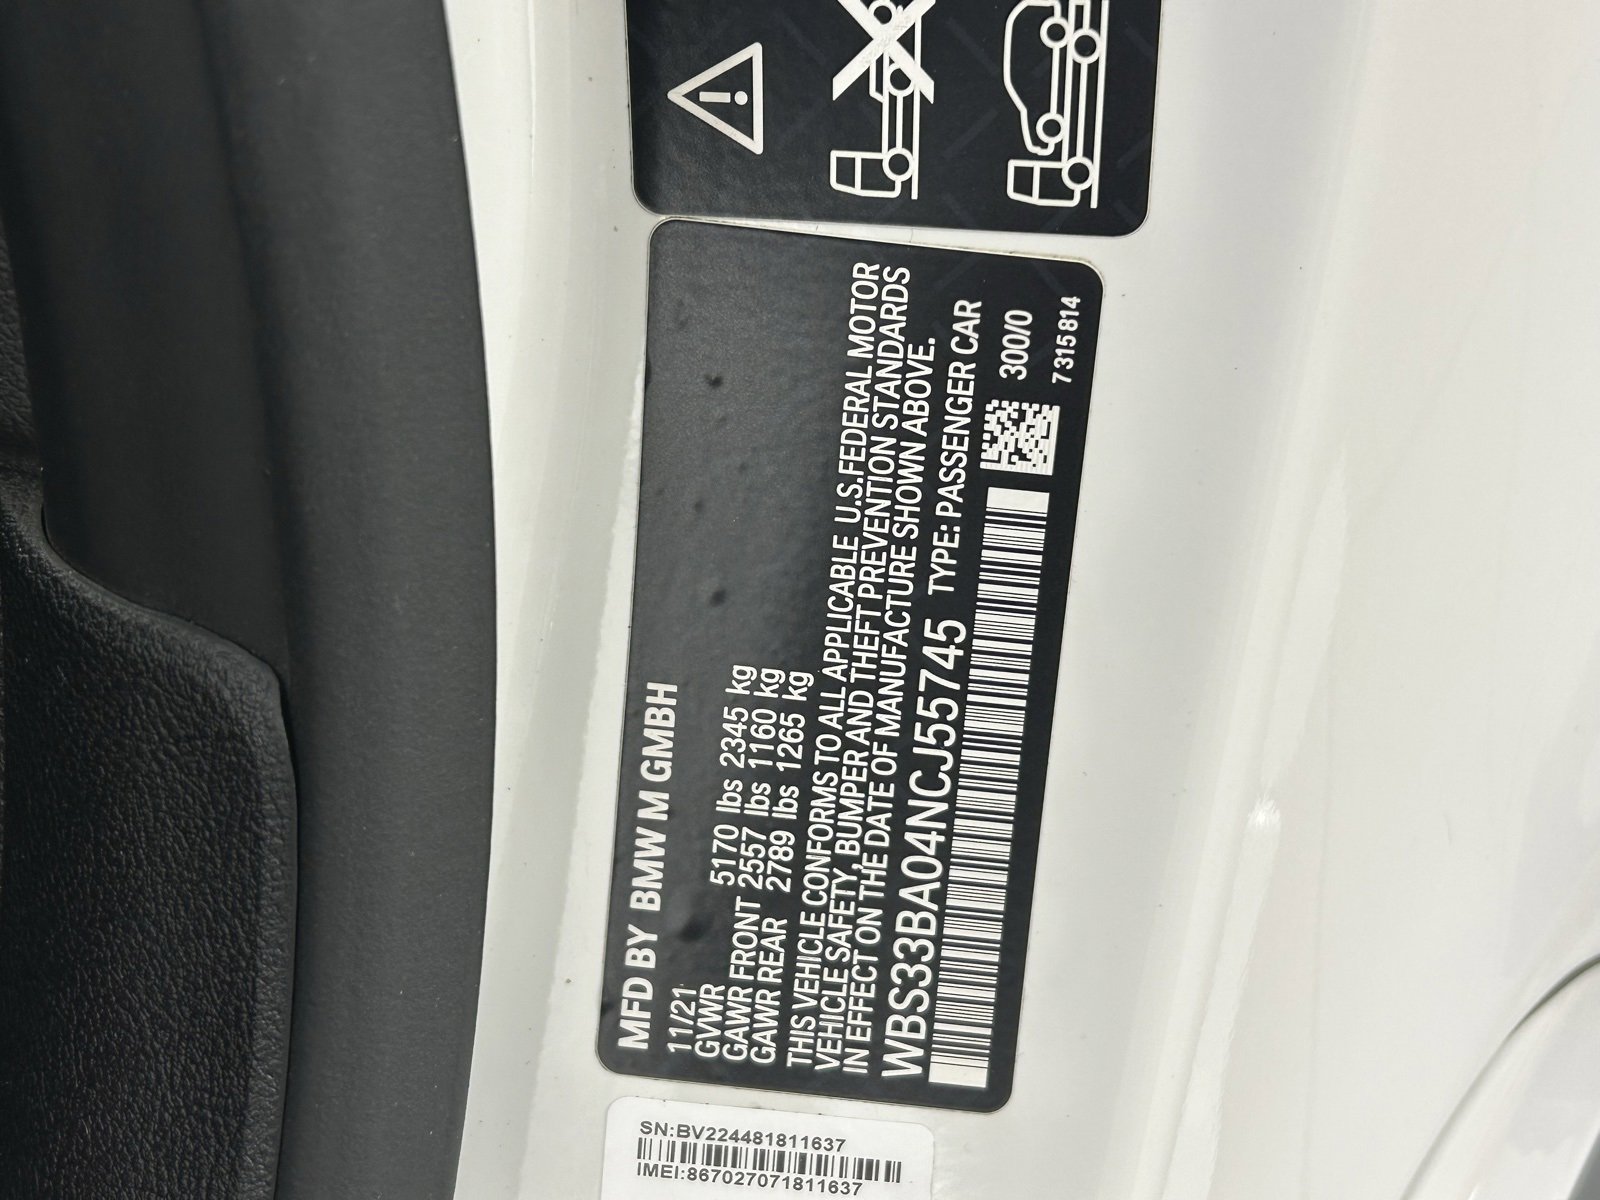 MFD BY BMW M GMBH
11/21
GVWR 5170 lbs 2345 kg
GAWR FRONT 2557 lbs 1160 kg
GAWR REAR 2789 lbs 1265 kg
THIS VEHICLE CONFORMS TO ALL APPLICABLE U.S.FEDERAL MOTOR
VEHICLE SAFETY, BUMPER AND THEFT PREVENTION STANDARDS
IN EFFECT ON THE DATE OF MANUFACTURE SHOWN ABOVE.
WBS33BA04NCJ55745 TYPE: PASSENGER CAR
300/0
7 315 814
SN:BV224481811637
IMEI:867027071811637